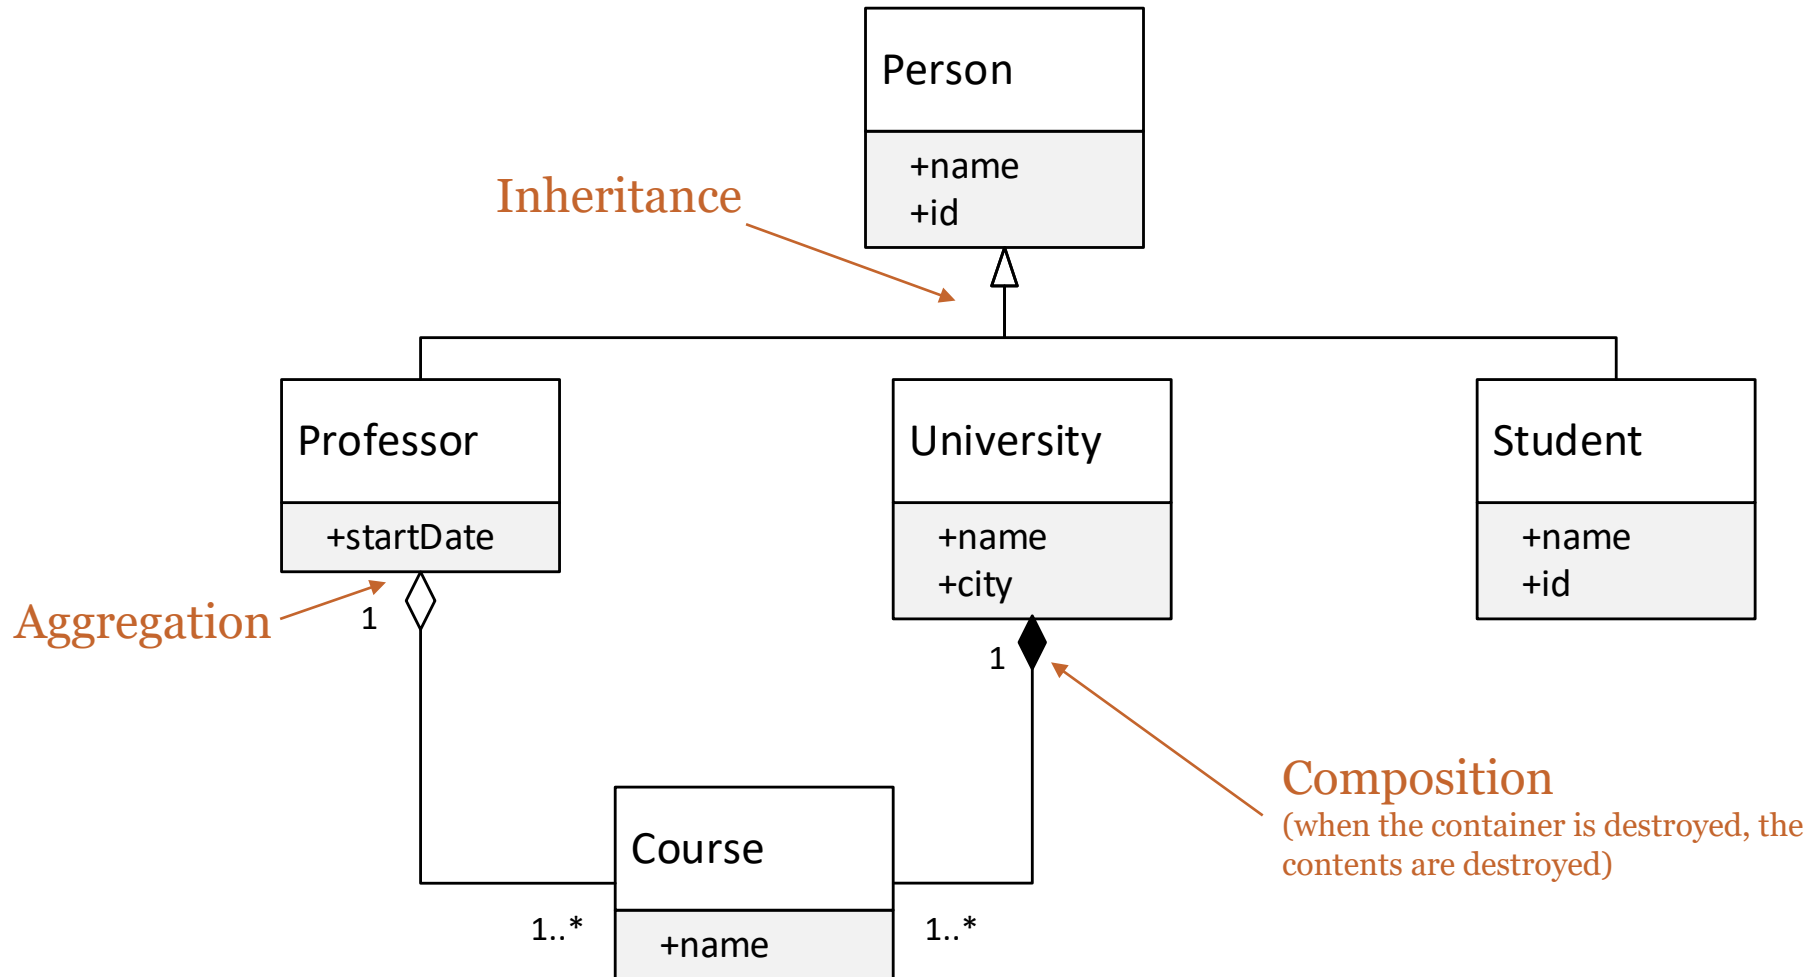 Person
+name
+id
Inheritance
Professor
+startDate
University
+name
+city
Student
+name
+id
Aggregation
1
1
Composition
(when the container is destroyed, the
contents are destroyed)
Course
+name
1..*
1..*